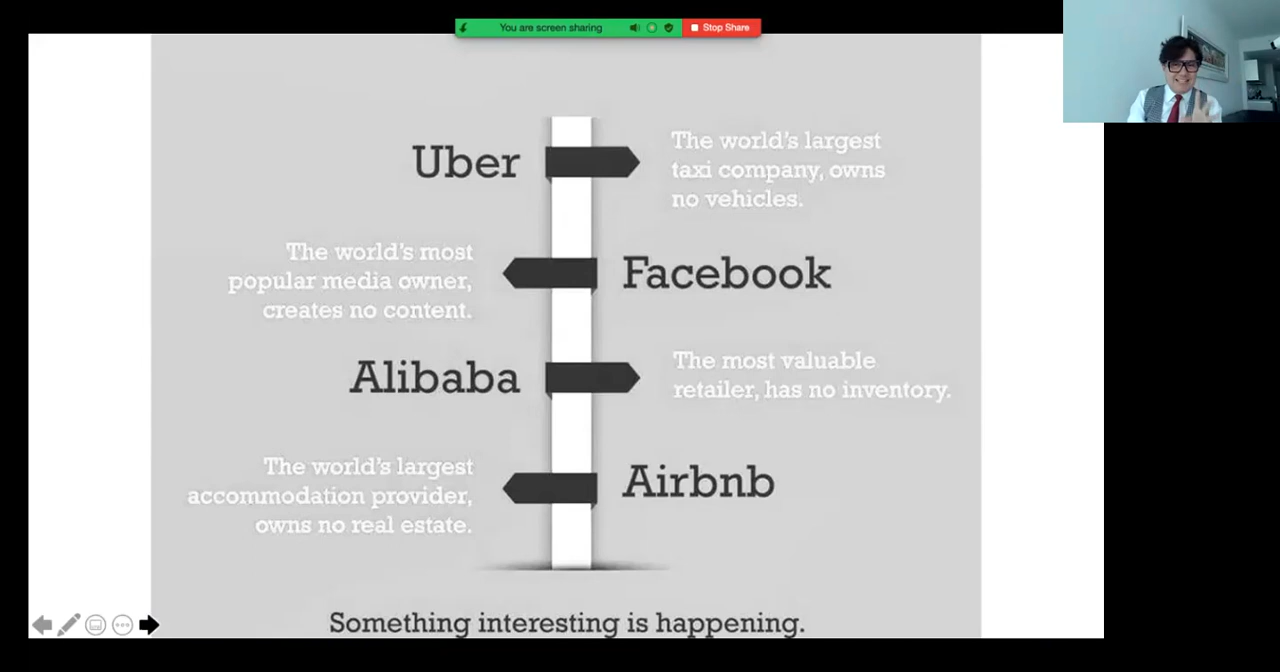 You are screen sharing
Stop Share
Uber
The world's largest
taxi company, owns
no vehicles.
The world's most
popular media owner,
creates no content.
Facebook
Alibaba
The most valuable
retailer, has no inventory.
The world's largest
accommodation provider,
owns no real estate.
Airbnb
Something interesting is happening.